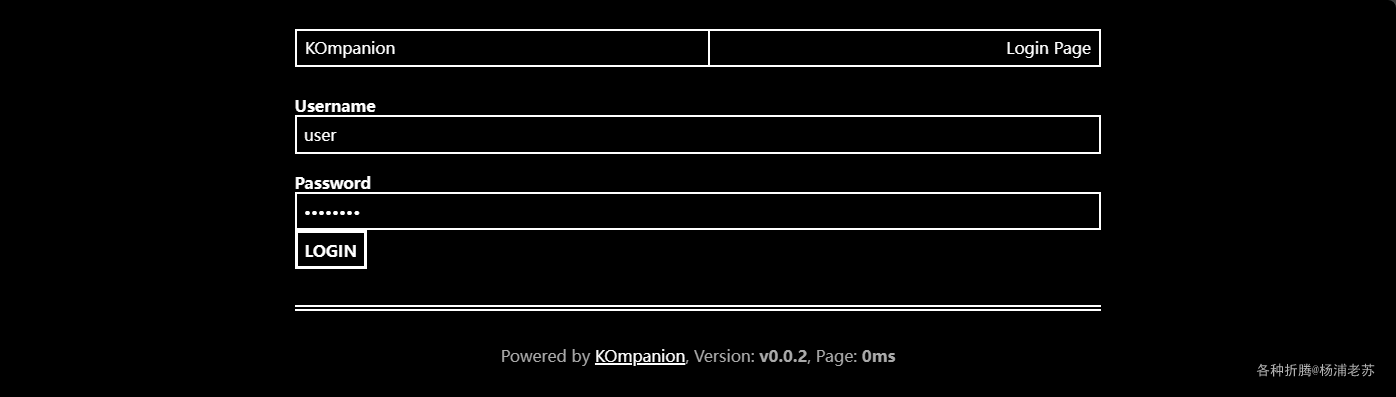 KOmpanion
Login Page
Username
user
Password
••••••••
LOGIN
Powered by KOmpanion, Version: v0.0.2, Page: 0ms
各种折腾@杨浦老苏